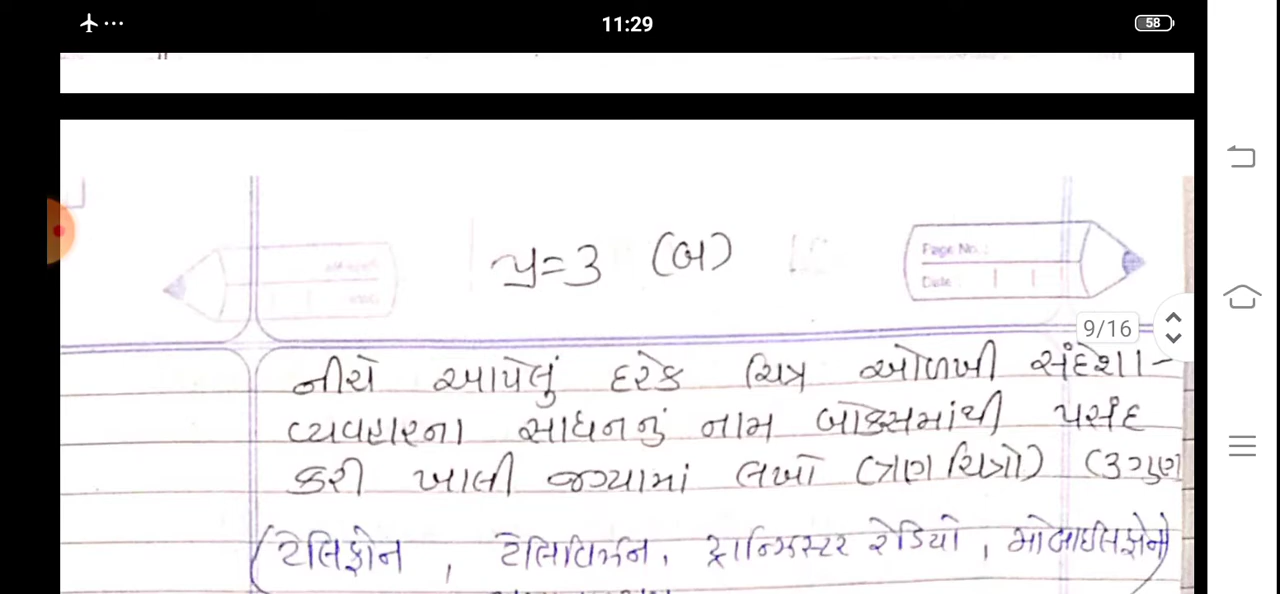 11:29
58
પ્ર=3 (બ)
Page No. :
Date :
9/16
નીચે આપેલું દરેક ચિત્ર ઓળખી સંદેશા-
વ્યવહારના સાધનનું નામ બોક્સમાંથી પસંદ
કરી ખાલી જગ્યામાં લખો (ત્રણ ચિત્રો) (3 ગુણ
(ટેલિફોન, ટેલિવિઝન, ટ્રાન્ઝિસ્ટર રેડિયો, મોબાઈલફોન)